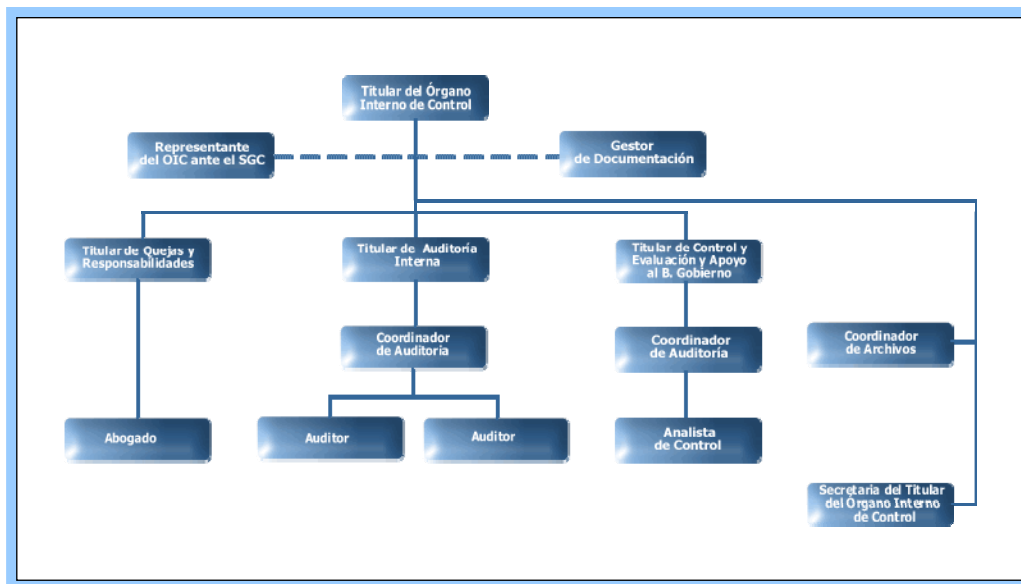 Titular del Órgano
Interno de Control
Representante
del OIC ante el SGC
Gestor
de Documentación
Titular de Quejas y
Responsabilidades
Titular de Auditoría
Interna
Titular de Control y
Evaluación y Apoyo
al B. Gobierno
Coordinador
de Auditoría
Coordinador
de Auditoría
Coordinador
de Archivos
Abogado
Auditor
Auditor
Analista
de Control
Secretaria del Titular
del Órgano Interno
de Control